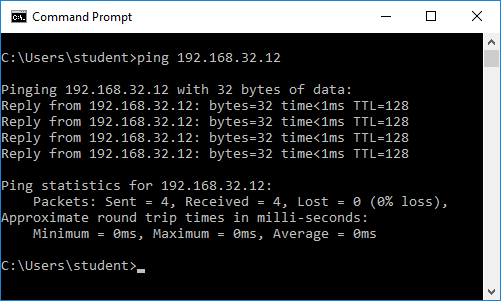 Command Prompt
C:\Users\student>ping 192.168.32.12
Pinging 192.168.32.12 with 32 bytes of data:
Reply from 192.168.32.12: bytes=32 time<1ms TTL=128
Reply from 192.168.32.12: bytes=32 time<1ms TTL=128
Reply from 192.168.32.12: bytes=32 time<1ms TTL=128
Reply from 192.168.32.12: bytes=32 time<1ms TTL=128
Ping statistics for 192.168.32.12:
    Packets: Sent = 4, Received = 4, Lost = 0 (0% loss),
Approximate round trip times in milli-seconds:
    Minimum = 0ms, Maximum = 0ms, Average = 0ms
C:\Users\student>